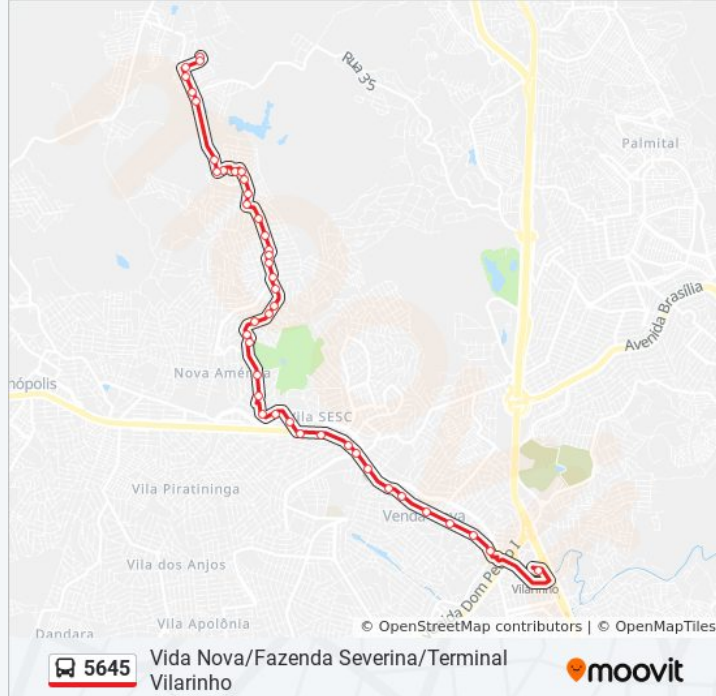 Rua 35
Palmital
Avenida Brasília
nópolis
Nova América
Vila SESC
Vila Piratininga
Venda Nova
Vila dos Anjos
Vilarinho
Vila Apolônia
Dandara
© OpenStreetMap contributors | © OpenMapTiles
5645
Vida Nova/Fazenda Severina/Terminal
Vilarinho
moovit